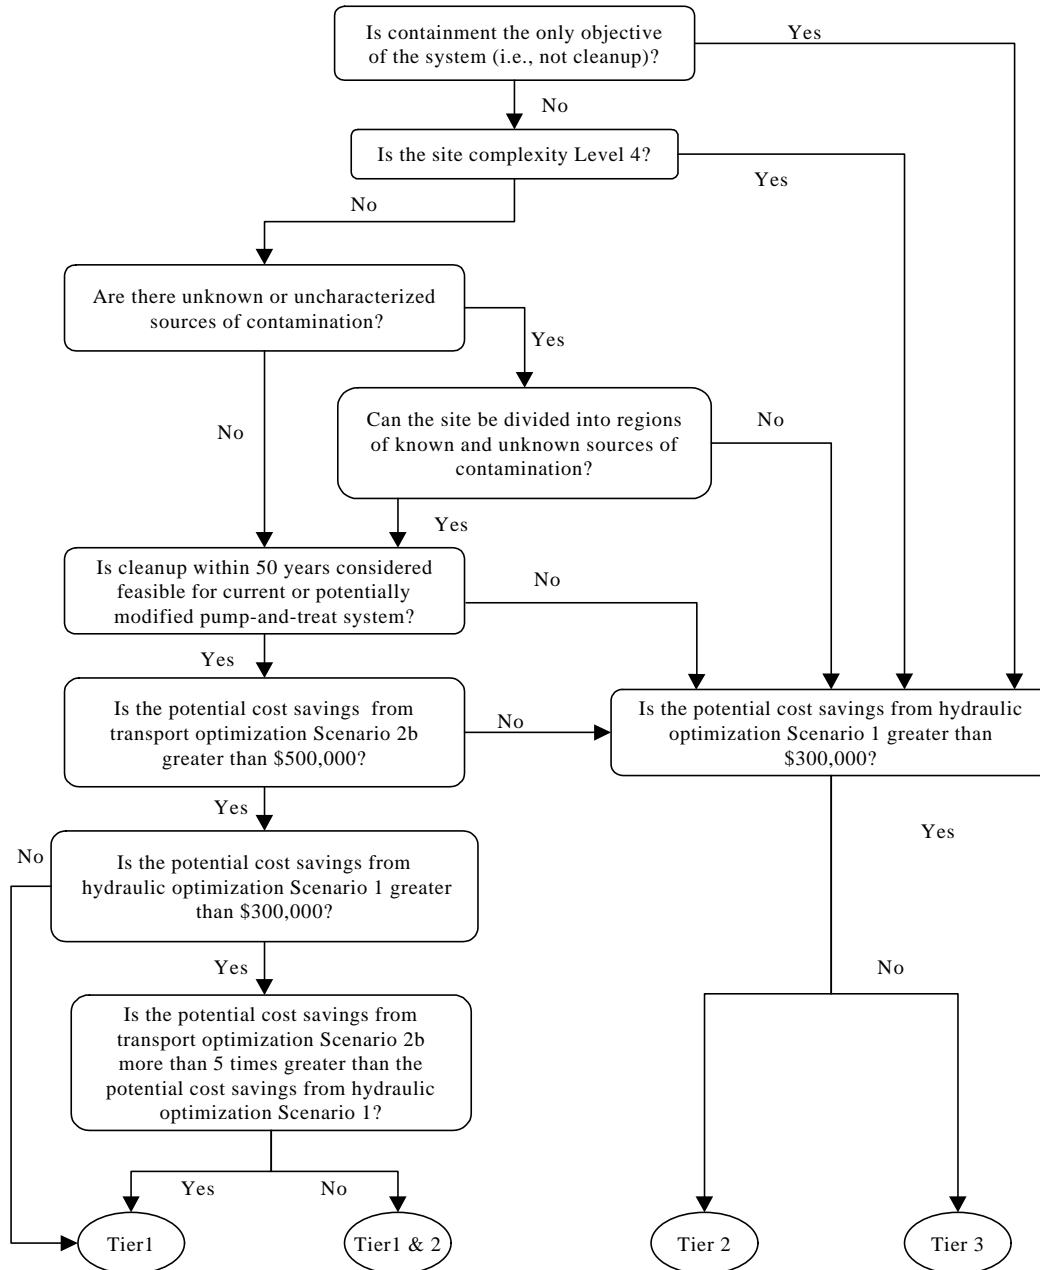 Is containment the only objective
of the system (i.e., not cleanup)?
Yes
No
Is the site complexity Level 4?
Yes
No
Are there unknown or uncharacterized
sources of contamination?
Yes
No
Can the site be divided into regions
of known and unknown sources of
contamination?
No
Yes
Is cleanup within 50 years considered
feasible for current or potentially
modified pump-and-treat system?
No
Yes
Is the potential cost savings from
transport optimization Scenario 2b
greater than $500,000?
No
Is the potential cost savings from hydraulic
optimization Scenario 1 greater than
$300,000?
Yes
Yes
No
Is the potential cost savings from
hydraulic optimization Scenario 1 greater
than $300,000?
Yes
No
Is the potential cost savings from
transport optimization Scenario 2b
more than 5 times greater than the
potential cost savings from hydraulic
optimization Scenario 1?
Yes
No
Tier1
Tier1 & 2
Tier 2
Tier 3